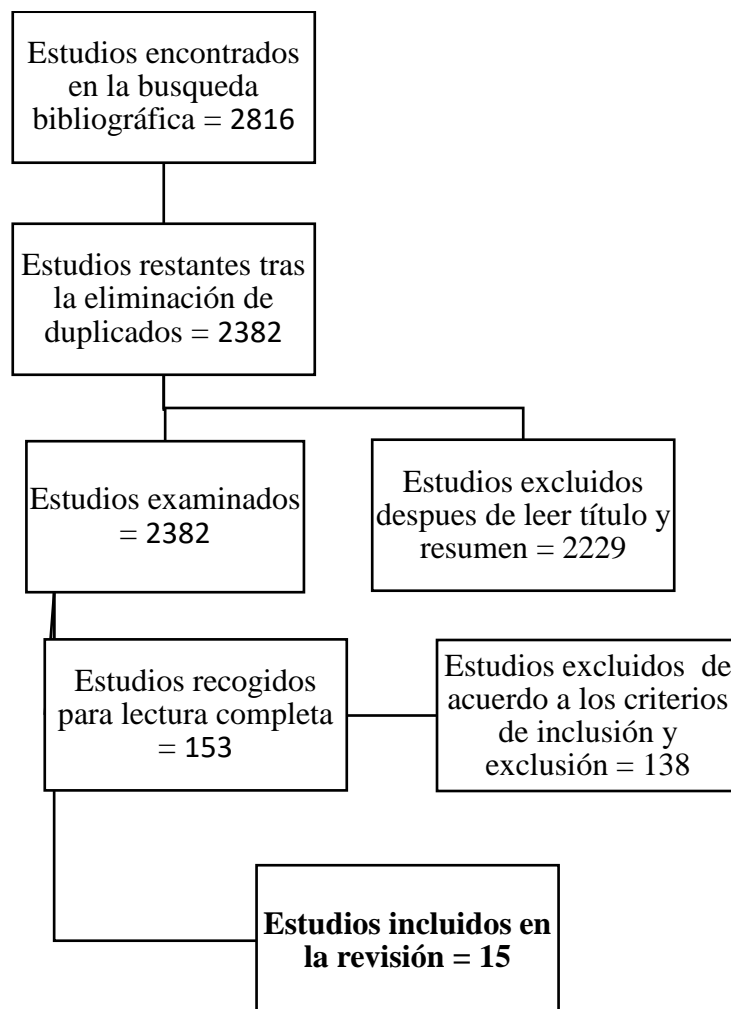 Estudios encontrados
en la busqueda
bibliográfica = 2816
Estudios restantes tras
la eliminación de
duplicados = 2382
Estudios examinados
= 2382
Estudios excluidos
despues de leer título y
resumen = 2229
Estudios recogidos
para lectura completa
= 153
Estudios excluidos de
acuerdo a los criterios
de inclusión y
exclusión = 138
Estudios incluidos en
la revisión = 15